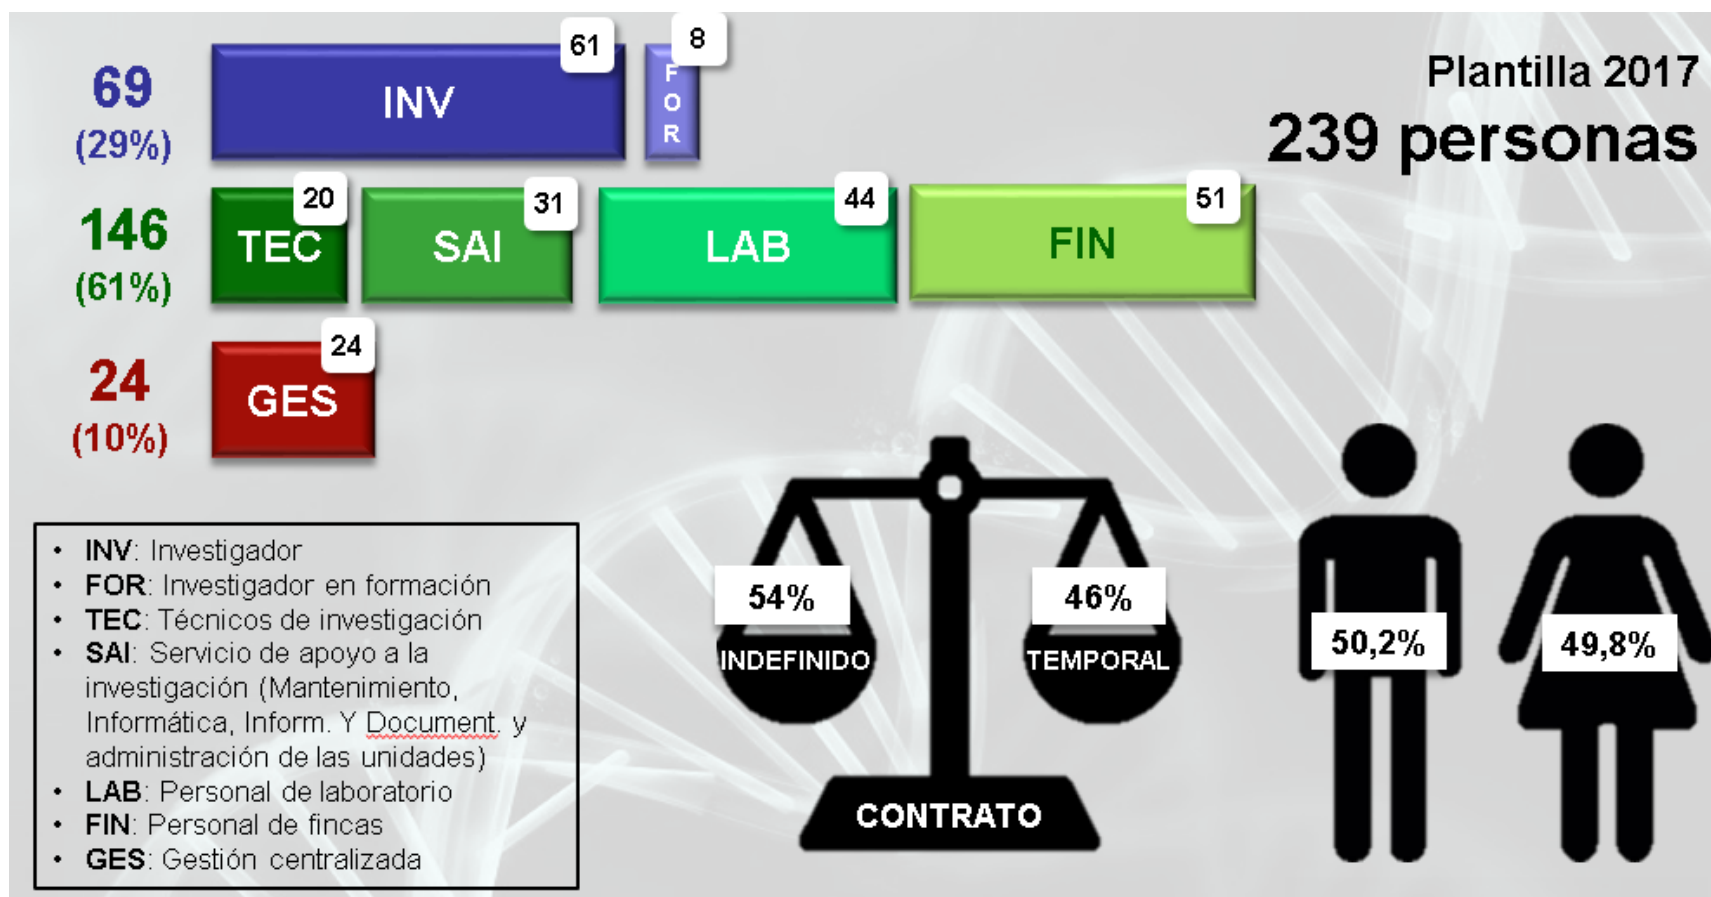 Plantilla 2017
239 personas
69
(29%)
INV
61
FOR
8
146
(61%)
TEC
20
SAI
31
LAB
44
FIN
51
24
(10%)
GES
24
• INV: Investigador
• FOR: Investigador en formación
• TEC: Técnicos de investigación
• SAI: Servicio de apoyo a la
investigación (Mantenimiento,
Informática, Inform. Y Document. y
administración de las unidades)
• LAB: Personal de laboratorio
• FIN: Personal de fincas
• GES: Gestión centralizada
54%
INDEFINIDO
46%
TEMPORAL
CONTRATO
50,2%
49,8%